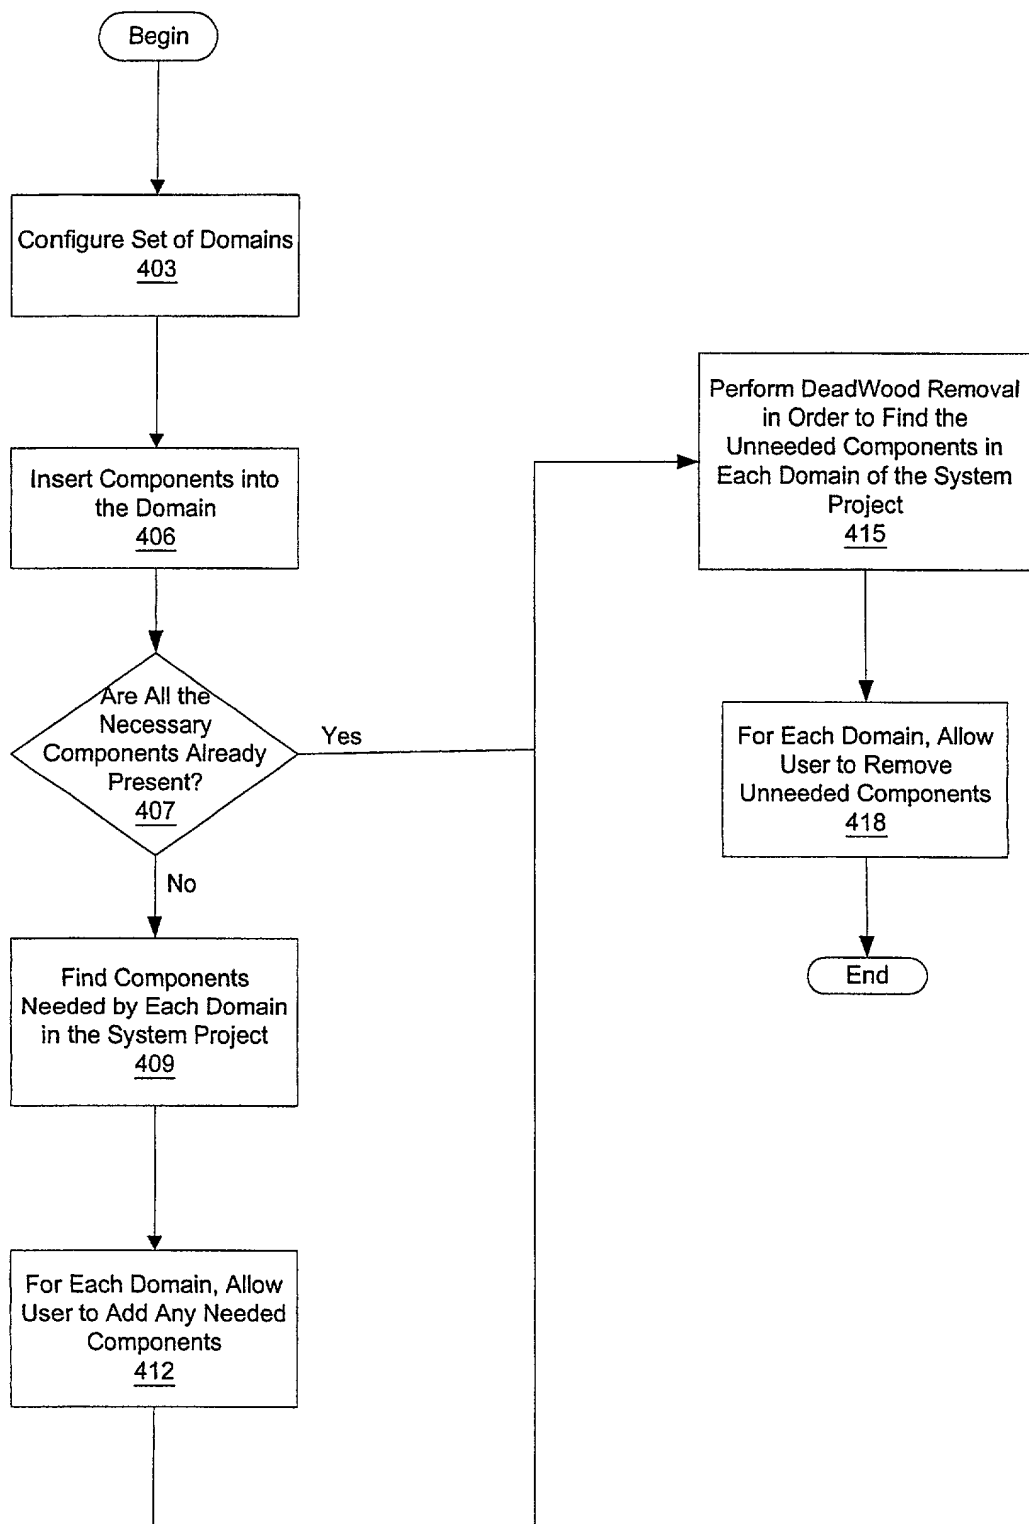 Begin
Configure Set of Domains
403
Insert Components into
the Domain
406
Are All the
Necessary
Components Already
Present?
407
Yes
No
Find Components
Needed by Each Domain
in the System Project
409
For Each Domain, Allow
User to Add Any Needed
Components
412
Perform DeadWood Removal
in Order to Find the
Unneeded Components in
Each Domain of the System
Project
415
For Each Domain, Allow
User to Remove
Unneeded Components
418
End